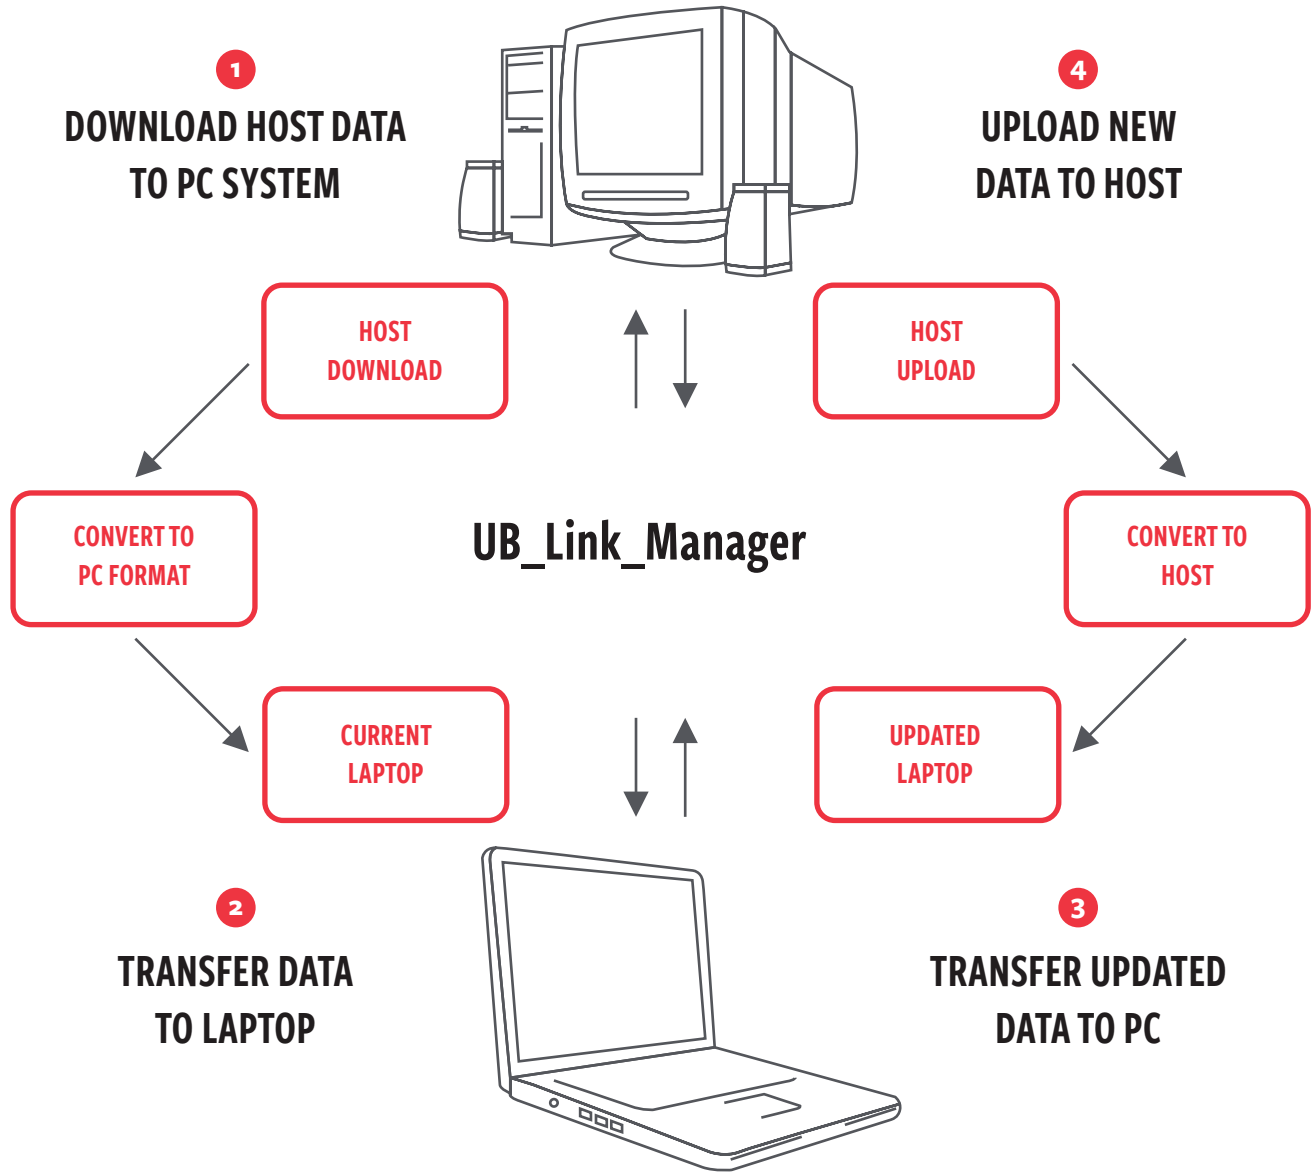 1
DOWNLOAD HOST DATA
TO PC SYSTEM
4
UPLOAD NEW
DATA TO HOST
HOST
DOWNLOAD
HOST
UPLOAD
CONVERT TO
PC FORMAT
UB_Link_Manager
CONVERT TO
HOST
CURRENT
LAPTOP
UPDATED
LAPTOP
2
TRANSFER DATA
TO LAPTOP
3
TRANSFER UPDATED
DATA TO PC